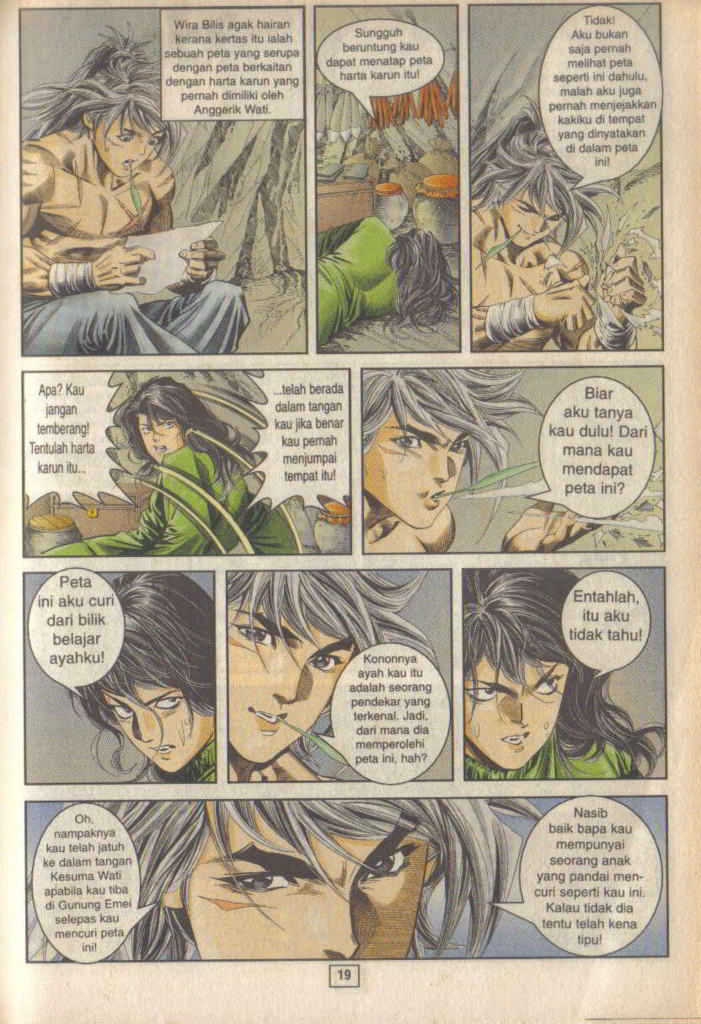 Wira Bilis agak hairan
kerana kertas itu ialah
sebuah peta yang serupa
dengan peta berkaitan
dengan harta karun yang
pernah dimiliki oleh
Anggerik Wati.
Sungguh
beruntung kau
dapat menatap peta
harta karun itu!
Tidak!
Aku bukan
saja pernah
melihat peta
seperti ini dahulu,
malah aku juga
pernah menjejakkan
kakiku di tempat
yang dinyatakan
di dalam peta
ini!
Apa? Kau
jangan
temberang!
Tentulah harta
karun itu...
...telah berada
dalam tangan
kau jika benar
kau pernah
menjumpai
tempat itu!
Biar
aku tanya
kau dulu! Dari
mana kau
mendapat
peta ini?
Peta
ini aku curi
dari bilik
belajar
ayahku!
Kononnya
ayah kau itu
adalah seorang
pendekar yang
terkenal. Jadi,
dari mana dia
memperolehi
peta ini, hah?
Entahlah,
itu aku
tidak tahu!
Oh,
nampaknya
kau telah jatuh
ke dalam tangan
Kesuma Wati
apabila kau tiba
di Gunung Emei
selepas kau
mencuri peta
ini!
Nasib
baik bapa kau
mempunyai
seorang anak
yang pandai men-
curi seperti kau ini.
Kalau tidak dia
tentu telah kena
tipu!
19